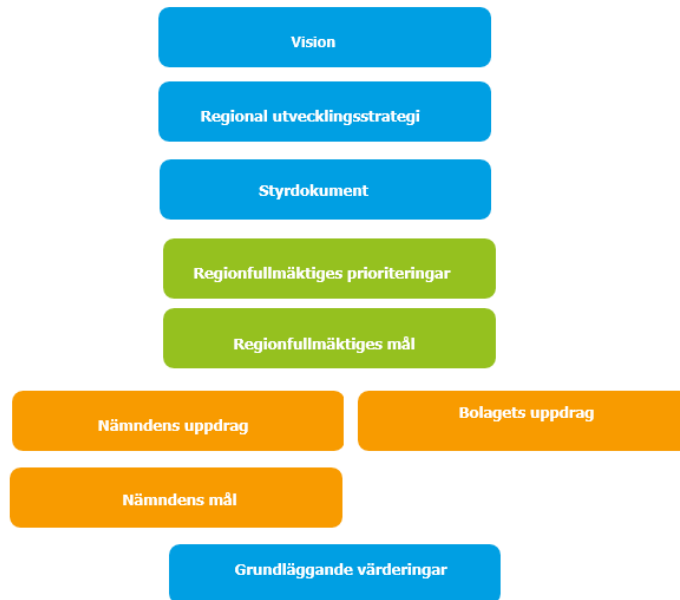 Vision
Regional utvecklingsstrategi
Styrdokument
Regionfullmäktiges prioriteringar
Regionfullmäktiges mål
Nämndens uppdrag
Bolagets uppdrag
Nämndens mål
Grundläggande värderingar